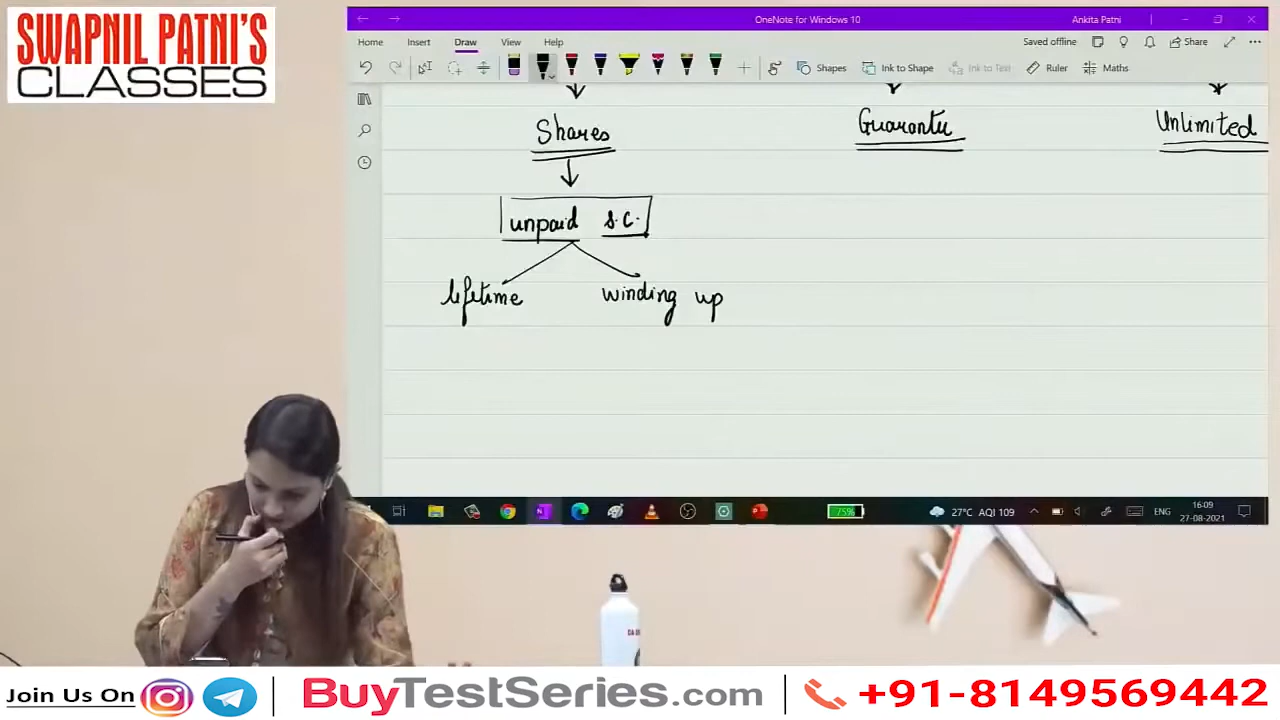 SWAPNIL PATNI'S
CLASSES
OneNote for Windows 10
Ankita Patni
Home Insert Draw View Help
Saved offline
Share
Shapes
Ink to Shape
Ink to Text
Ruler
Maths
Shares
Guarantee
Unlimited
unpaid s.c.
lifetime
winding up
75%
27°C AQI 109
ENG
16:09
27-08-2021
Join Us On
BuyTestSeries.com
+91-8149569442